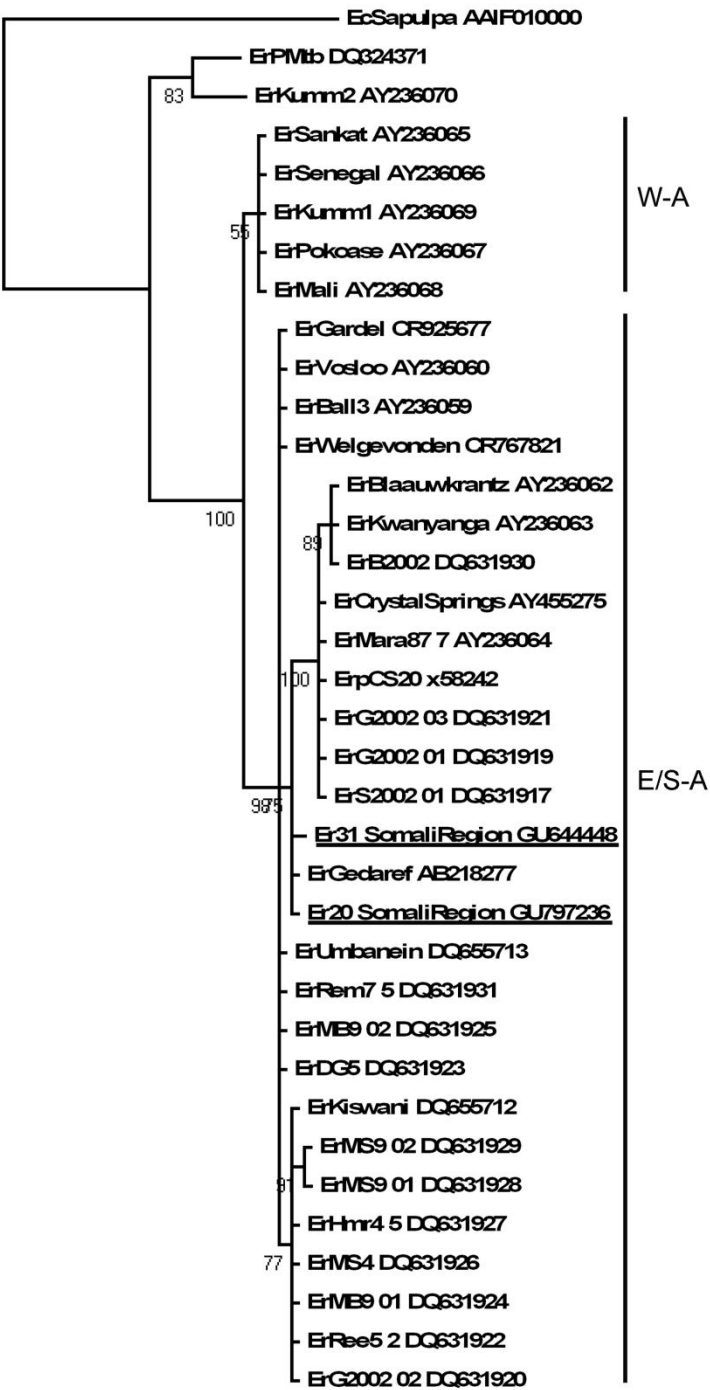 EcSapulpa AAIF010000
ErPMtb DQ324371
83
ErKumm2 AY236070
ErSankat AY236065
ErSenegal AY236066
W-A
ErKumm1 AY236069
55
ErPokoase AY236067
ErMali AY236068
ErGardel CR925677
ErVosloo AY236060
ErBall3 AY236059
ErWelgevonden CR767821
ErBlaauwkrantz AY236062
100
ErKwanyanga AY236063
89
ErB2002 DQ631930
ErCrystalSprings AY455275
ErMara87 7 AY236064
100
ErpCS20 x58242
ErG2002 03 DQ631921
ErG2002 01 DQ631919
E/S-A
ErS2002 01 DQ631917
98
75
Er31 SomaliRegion GU644448
ErGedaref AB218277
Er20 SomaliRegion GU797236
ErUmbanein DQ655713
ErRem7 5 DQ631931
ErMB9 02 DQ631925
ErDG5 DQ631923
ErKiswani DQ655712
ErMS9 02 DQ631929
91
ErMS9 01 DQ631928
ErHmr4 5 DQ631927
77
ErMS4 DQ631926
ErMB9 01 DQ631924
ErRee5 2 DQ631922
ErG2002 02 DQ631920